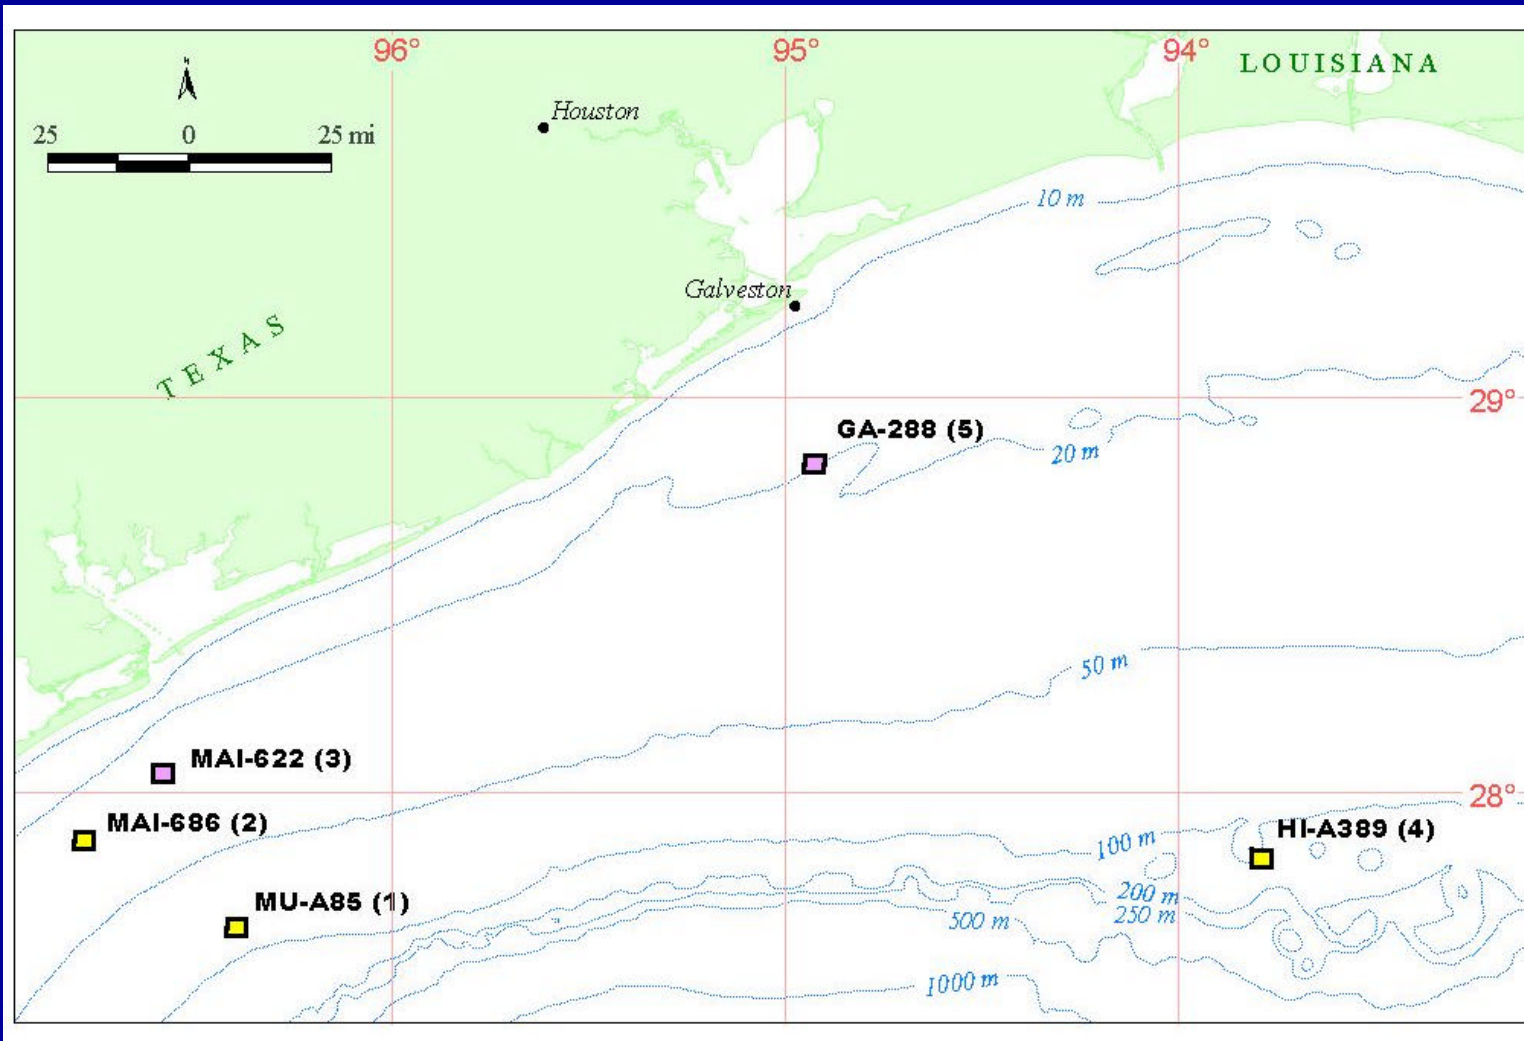 96°
95°
94°
LOUISIANA
N
Houston
25 0 25 mi
10 m
Galveston
TEXAS
29°
GA-288 (5)
20 m
50 m
MAI-622 (3)
28°
MAI-686 (2)
HI-A389 (4)
100 m
200 m
MU-A85 (1)
250 m
500 m
1000 m